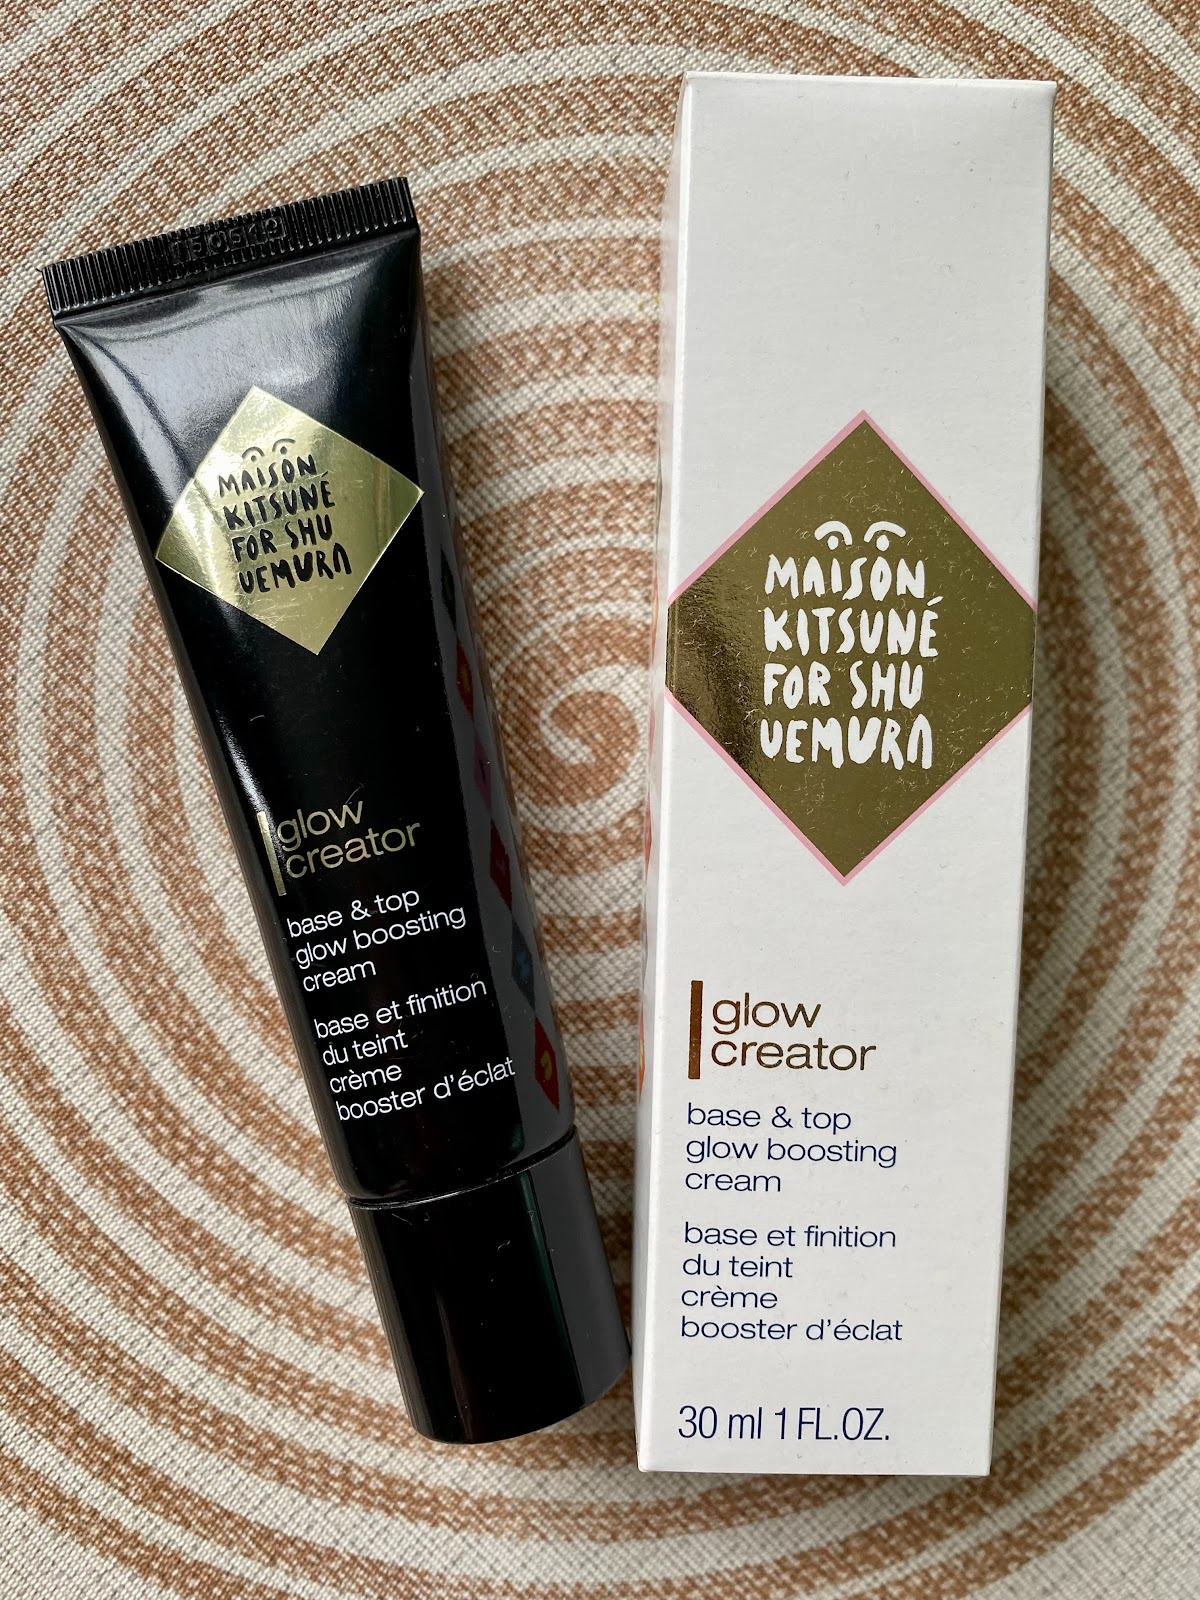 MAISON
KITSUNÉ
FOR SHU
UEMURA
glow
creator
base & top
glow boosting
cream
base et finition
du teint
crème
booster d'éclat
MAISON
KITSUNÉ
FOR SHU
UEMURA
glow
creator
base & top
glow boosting
cream
base et finition
du teint
crème
booster d'éclat
30 ml 1 FL.OZ.